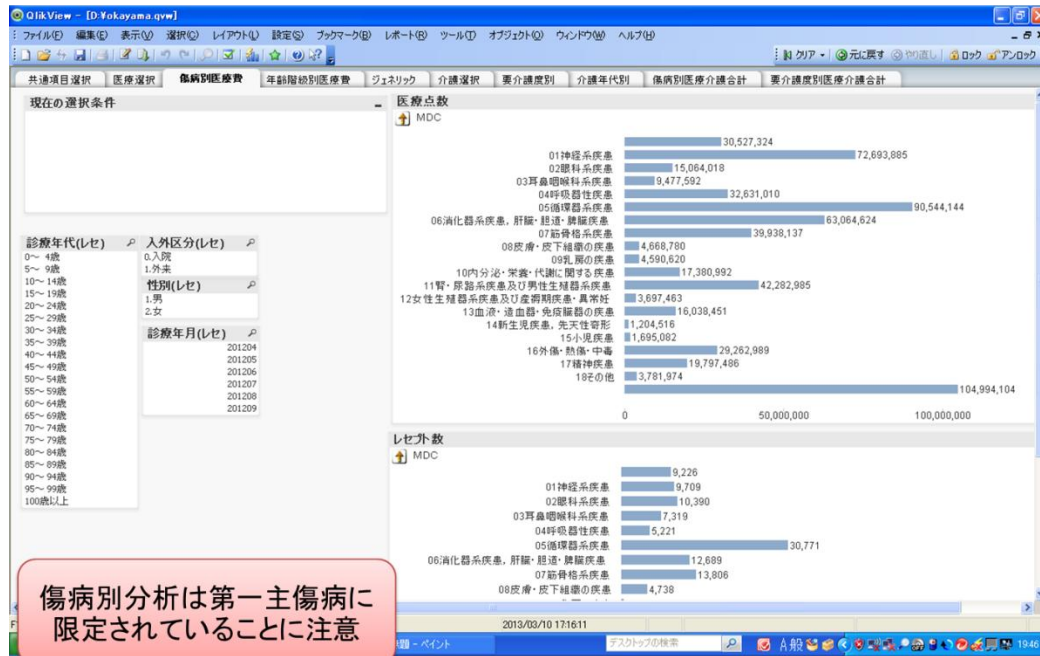 QlikView - [D:¥okayama.qvw]
ファイル(F) 編集(E) 表示(V) 選択(C) レイアウト(L) 設定(S) ブックマーク(B) レポート(R) ツール(T) オブジェクト(O) ウィンドウ(W) ヘルプ(H)
クリア 元に戻す やり直し ロック アンロック
共通項目選択 医療選択 傷病別医療費 年齢階級別医療費 ジェネリック 介護選択 要介護度別 介護年代別 傷病別医療介護合計 要介護度別医療介護合計
現在の選択条件
診療年代(レセ)
0～ 4歳
5～ 9歳
10～ 14歳
15～ 19歳
20～ 24歳
25～ 29歳
30～ 34歳
35～ 39歳
40～ 44歳
45～ 49歳
50～ 54歳
55～ 59歳
60～ 64歳
65～ 69歳
70～ 74歳
75～ 79歳
80～ 84歳
85～ 89歳
90～ 94歳
95～ 99歳
100歳以上
入外区分(レセ)
0.入院
1.外来
性別(レセ)
1.男
2.女
診療年月(レセ)
201204
201205
201206
201207
201208
201209
医療点数
MDC
30,527,324
01神経系疾患 72,693,885
02眼科系疾患 15,064,018
03耳鼻咽喉科系疾患 9,477,592
04呼吸器性疾患 32,631,010
05循環器系疾患 90,544,144
06消化器系疾患, 肝臓・胆道・膵臓疾患 63,064,624
07筋骨格系疾患 39,938,137
08皮膚・皮下組織の疾患 4,668,780
09乳房の疾患 4,590,620
10内分泌・栄養・代謝に関する疾患 17,380,992
11腎・尿路系疾患及び男性生殖器系疾患 42,282,985
12女性生殖器系疾患及び産褥期疾患・異常妊 3,697,463
13血液・造血器・免疫臓器の疾患 16,038,451
14新生児疾患, 先天性奇形 1,204,516
15小児疾患 1,695,082
16外傷・熱傷・中毒 29,262,989
17精神疾患 19,797,486
18その他 3,781,974
104,994,104
0 50,000,000 100,000,000
レセプト数
MDC
9,226
01神経系疾患 9,709
02眼科系疾患 10,390
03耳鼻咽喉科系疾患 7,319
04呼吸器性疾患 5,221
05循環器系疾患 30,771
06消化器系疾患, 肝臓・胆道・膵臓疾患 12,689
07筋骨格系疾患 13,806
08皮膚・皮下組織の疾患 4,738
傷病別分析は第一主傷病に
限定されていることに注意
2013/03/10 17:16:11
- ペイント
デスクトップの検索
A 般
19:46